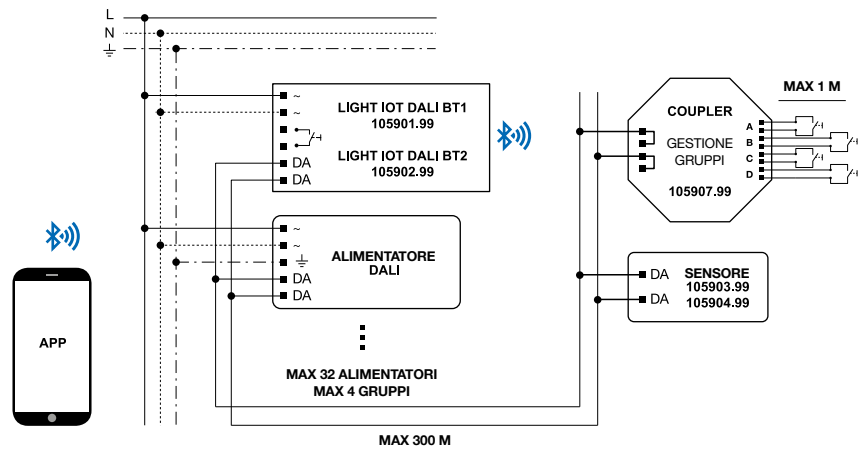 L
N
~
~
LIGHT IOT DALI BT1
105901.99
LIGHT IOT DALI BT2
105902.99
DA
DA
~
~
ALIMENTATORE
DALI
DA
DA
APP
MAX 32 ALIMENTATORI
MAX 4 GRUPPI
MAX 300 M
MAX 1 M
COUPLER
GESTIONE
GRUPPI
105907.99
A
B
C
D
DA
DA
SENSORE
105903.99
105904.99